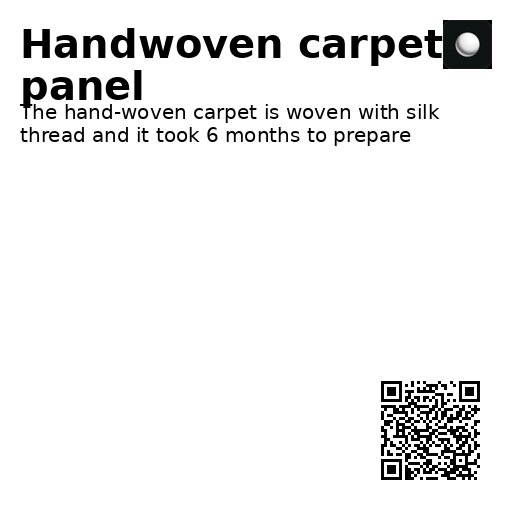 Handwoven carpet
panel
The hand-woven carpet is woven with silk
thread and it took 6 months to prepare